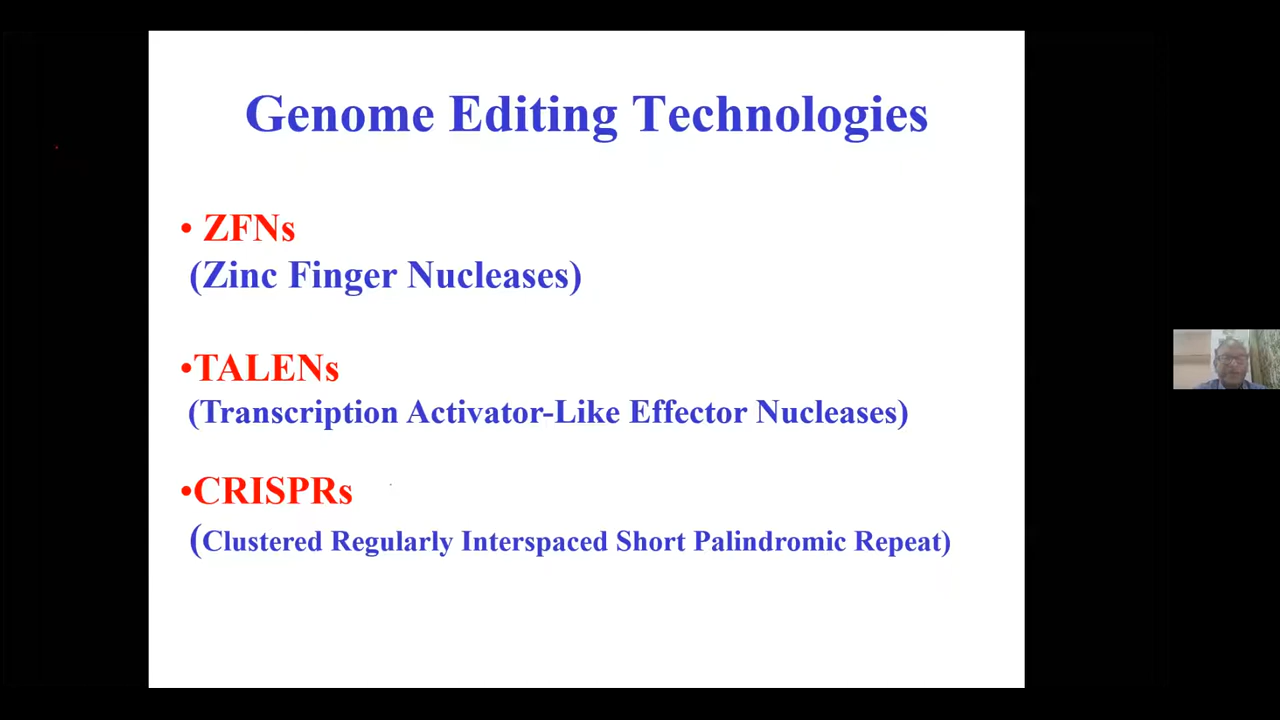 Genome Editing Technologies
• ZFNs
(Zinc Finger Nucleases)
•TALENs
(Transcription Activator-Like Effector Nucleases)
•CRISPRs
(Clustered Regularly Interspaced Short Palindromic Repeat)